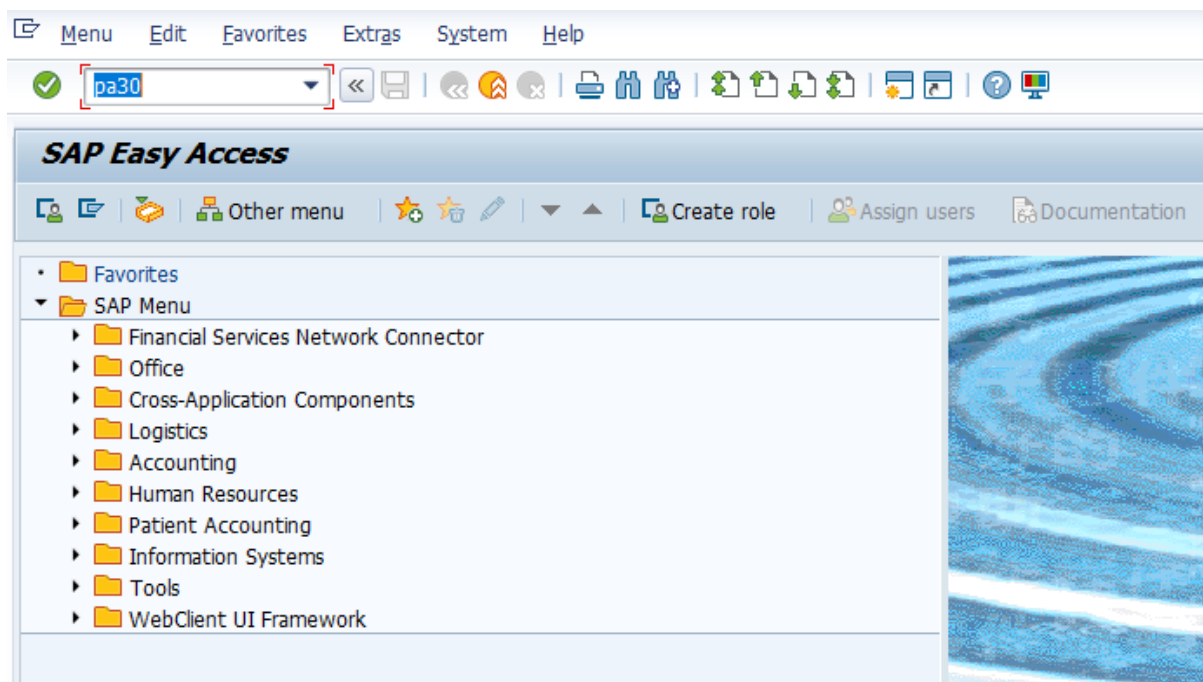 Menu Edit Favorites Extras System Help
pa30
SAP Easy Access
Other menu Create role Assign users Documentation
Favorites
SAP Menu
Financial Services Network Connector
Office
Cross-Application Components
Logistics
Accounting
Human Resources
Patient Accounting
Information Systems
Tools
WebClient UI Framework